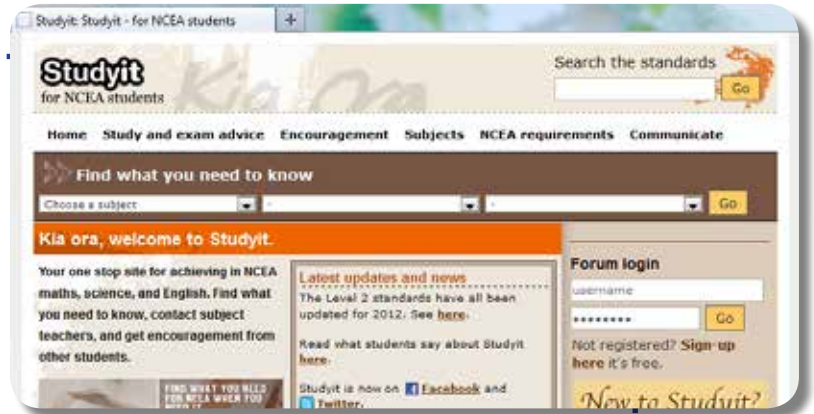 Studyit: Studyit - for NCEA students
+
Studyit
Kia ora
for NCEA students
Search the standards
Go
Home Study and exam advice Encouragement Subjects NCEA requirements Communicate
Find what you need to know
Choose a subject - - Go
Kia ora, welcome to Studyit.
Your one stop site for achieving in NCEA
maths, science, and English. Find what
you need to know, contact subject
teachers, and get encouragement from
other students.
FIND WHAT YOU NEED
FOR NCEA WHEN YOU
NEED IT
Latest updates and news
The Level 2 standards have all been
updated for 2012. See here.
Read what students say about Studyit
here.
Studyit is now on Facebook and
Twitter.
Forum login
username
••••••••
Go
Not registered? Sign-up
here it's free.
New to Studyit?